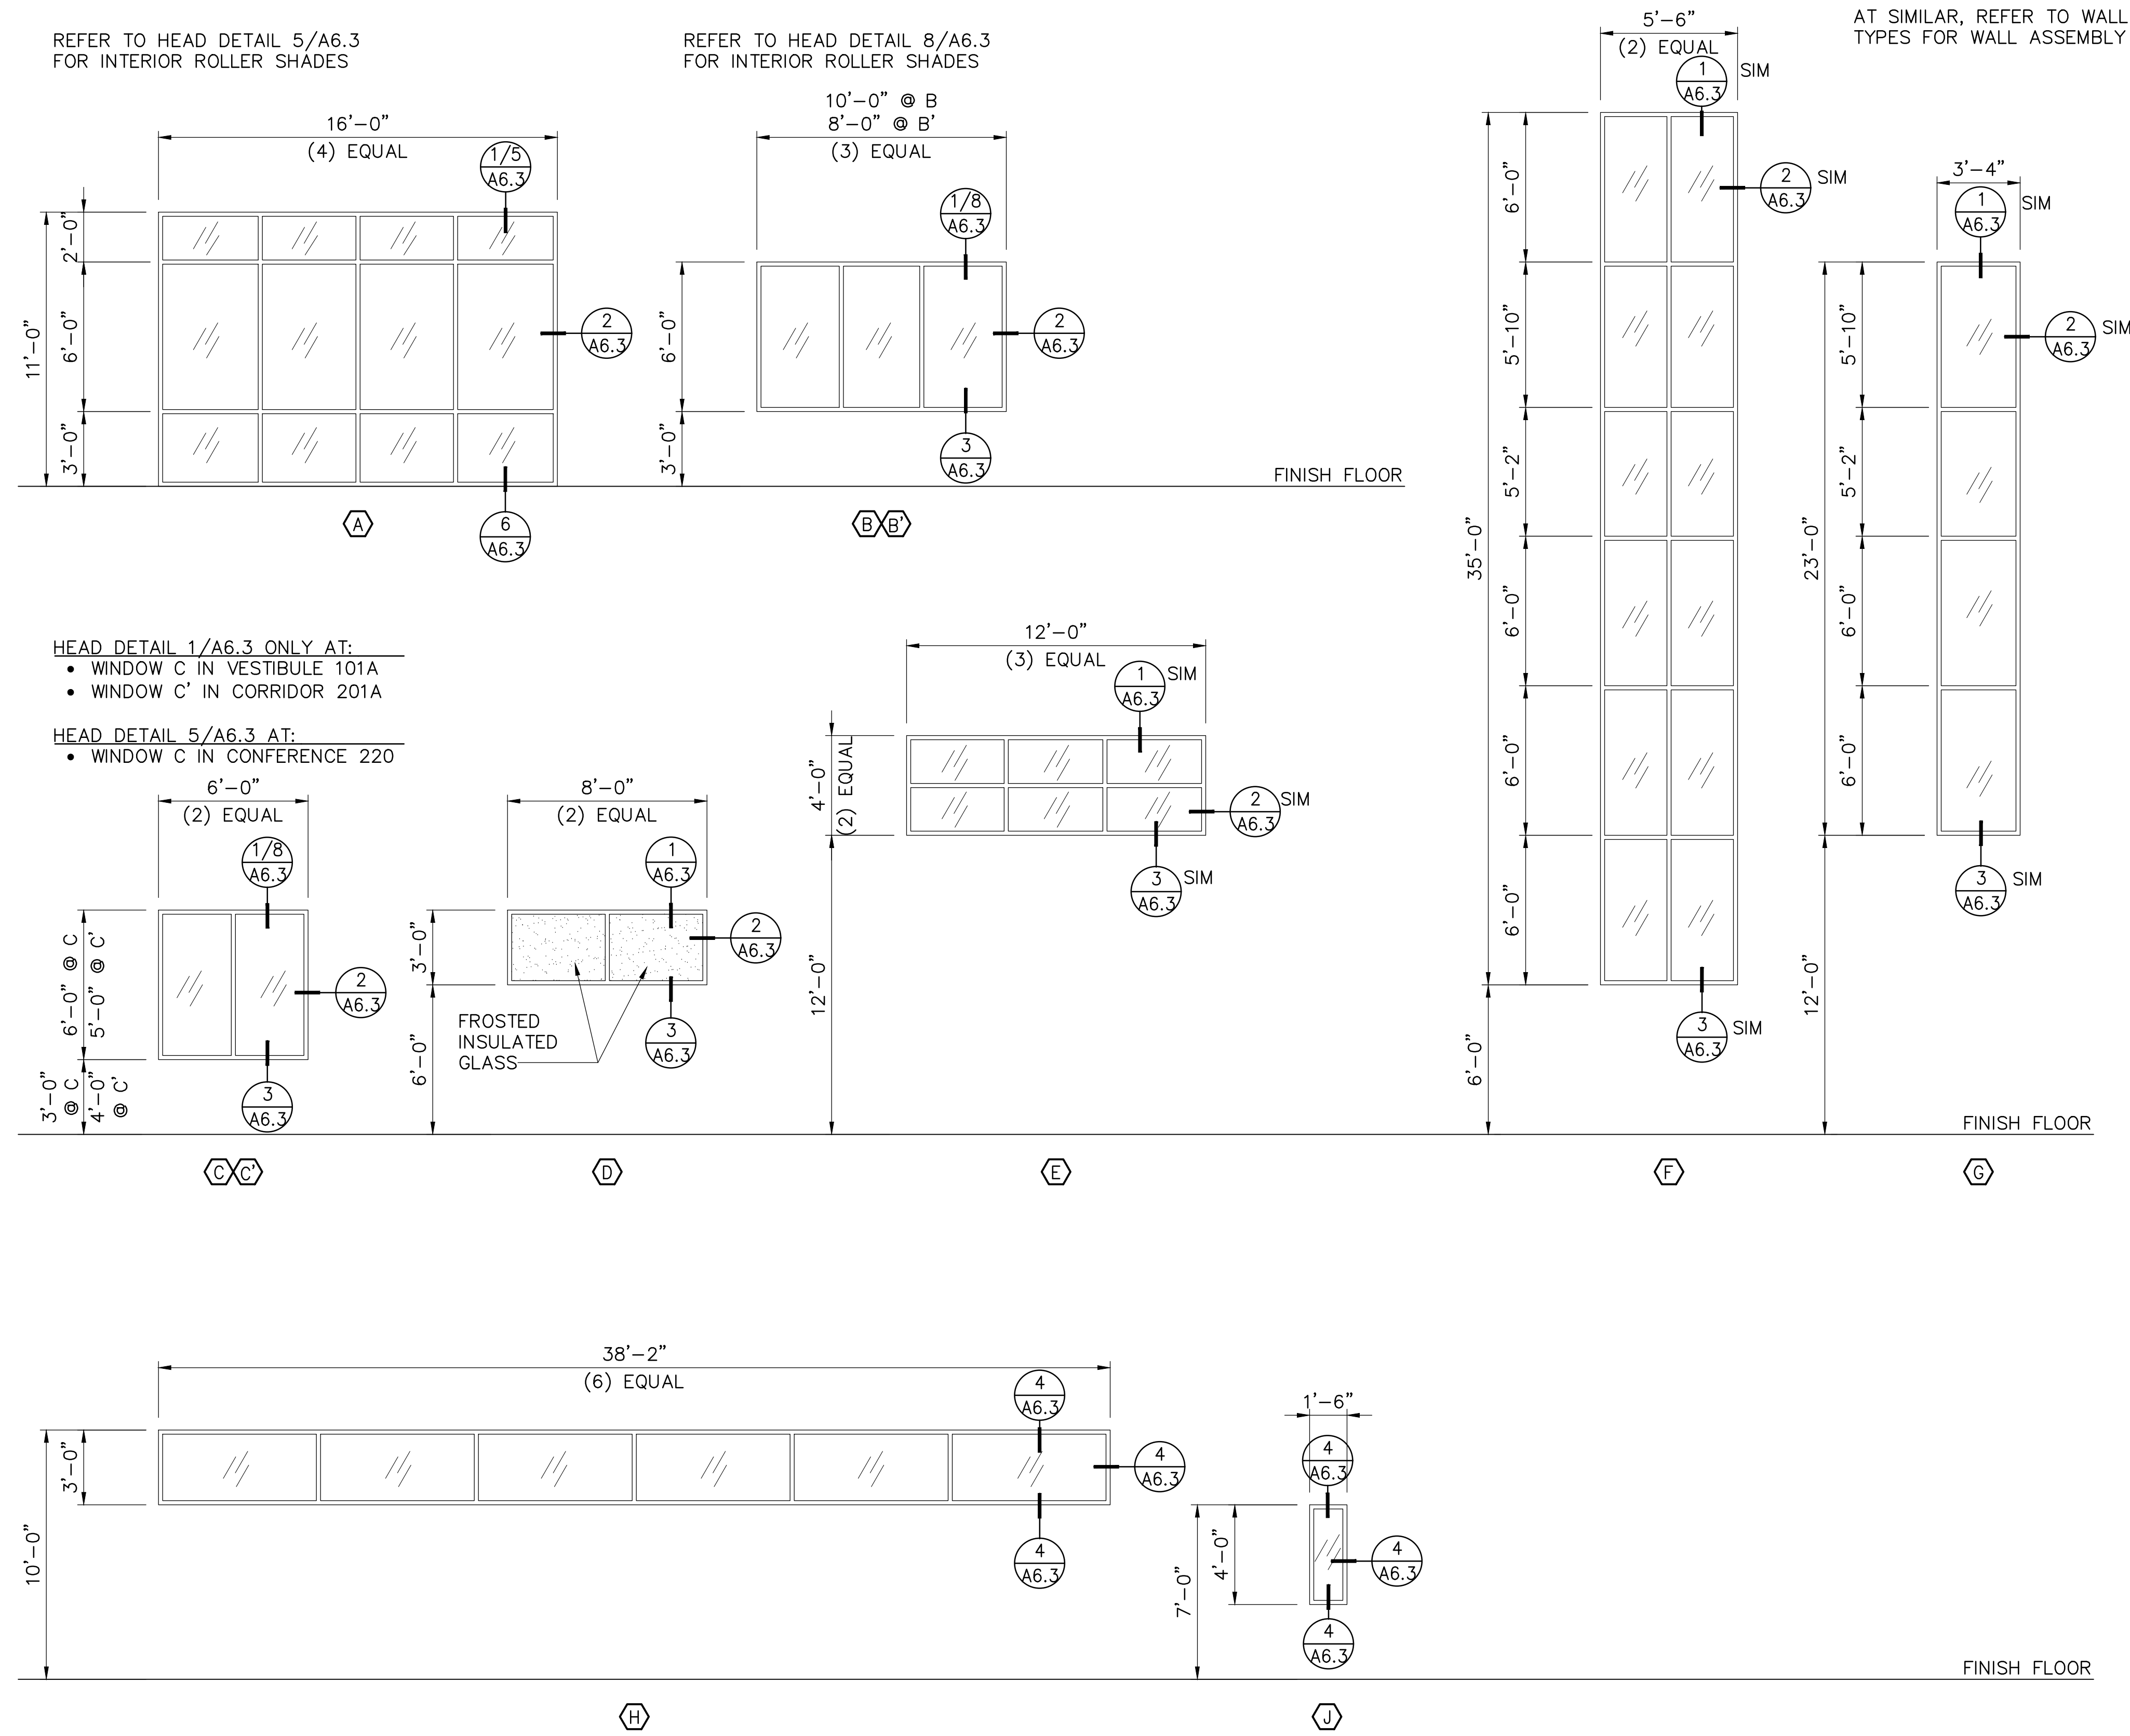 REFER TO HEAD DETAIL 5/A6.3
FOR INTERIOR ROLLER SHADES
16'-0"
(4) EQUAL
1/5
A6.3
2'-0"
6'-0"
3'-0"
11'-0"
2
A6.3
6
A6.3
A
REFER TO HEAD DETAIL 8/A6.3
FOR INTERIOR ROLLER SHADES
10'-0" @ B
8'-0" @ B'
(3) EQUAL
1/8
A6.3
6'-0"
3'-0"
2
A6.3
3
A6.3
FINISH FLOOR
B B'
AT SIMILAR, REFER TO WALL
TYPES FOR WALL ASSEMBLY
5'-6"
(2) EQUAL
1
A6.3
SIM
2
A6.3
SIM
6'-0"
5'-10"
5'-2"
6'-0"
6'-0"
6'-0"
35'-0"
6'-0"
3
A6.3
SIM
F
3'-4"
1
A6.3
SIM
2
A6.3
SIM
5'-10"
5'-2"
6'-0"
6'-0"
23'-0"
12'-0"
3
A6.3
SIM
FINISH FLOOR
G
HEAD DETAIL 1/A6.3 ONLY AT:
• WINDOW C IN VESTIBULE 101A
• WINDOW C' IN CORRIDOR 201A
HEAD DETAIL 5/A6.3 AT:
• WINDOW C IN CONFERENCE 220
6'-0"
(2) EQUAL
1/8
A6.3
6'-0" @ C
5'-0" @ C'
3'-0"
@ C
4'-0"
@ C'
2
A6.3
3
A6.3
C C'
8'-0"
(2) EQUAL
1
A6.3
2
A6.3
3'-0"
6'-0"
FROSTED
INSULATED
GLASS
3
A6.3
D
12'-0"
(3) EQUAL
1
A6.3
SIM
4'-0"
(2) EQUAL
2
A6.3
SIM
3
A6.3
SIM
12'-0"
E
38'-2"
(6) EQUAL
4
A6.3
3'-0"
10'-0"
4
A6.3
4
A6.3
H
1'-6"
4
A6.3
4'-0"
7'-0"
4
A6.3
4
A6.3
FINISH FLOOR
J